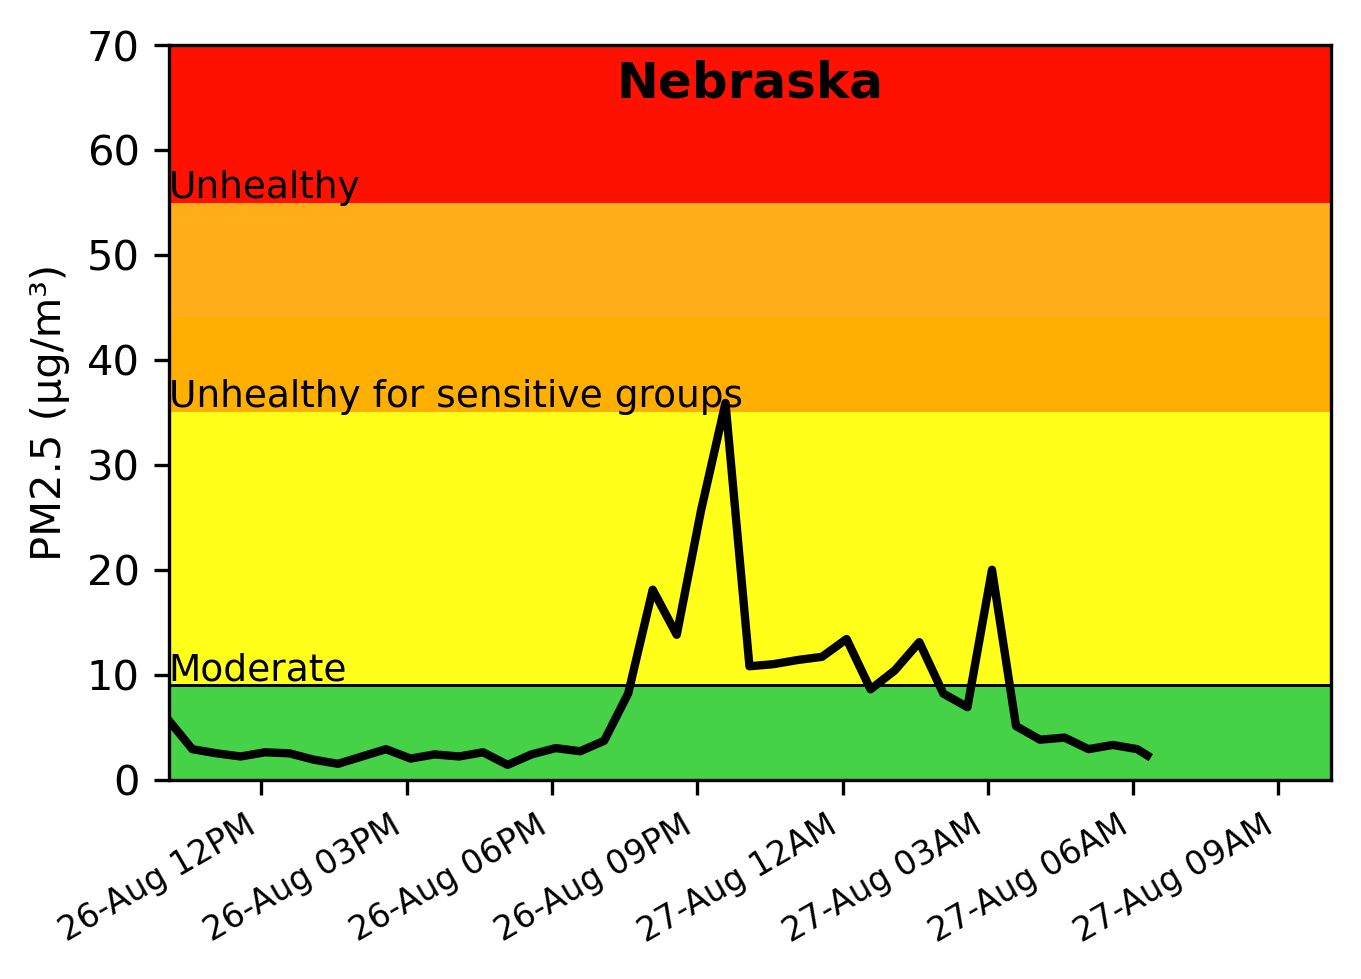 Nebraska
70
60
50
40
30
20
10
0
PM2.5 (µg/m³)
Unhealthy
Unhealthy for sensitive groups
Moderate
26-Aug 12PM
26-Aug 03PM
26-Aug 06PM
26-Aug 09PM
27-Aug 12AM
27-Aug 03AM
27-Aug 06AM
27-Aug 09AM